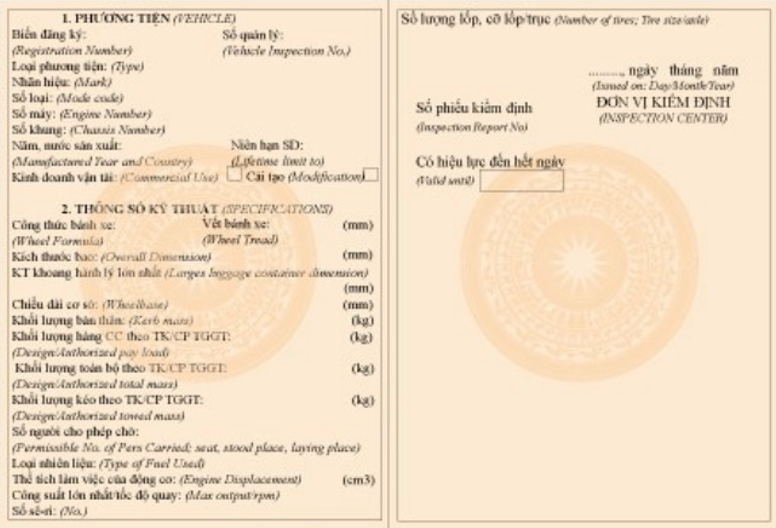 1. PHƯƠNG TIỆN (VEHICLE)
Biển đăng ký: Số quản lý:
(Registration Number) (Vehicle Inspection No.)
Loại phương tiện: (Type)
Nhãn hiệu: (Mark)
Số loại: (Mode code)
Số máy: (Engine Number)
Số khung: (Chassis Number)
Năm, nước sản xuất: Niên hạn SD:
(Manufactured Year and Country) (Lifetime limit to)
Kinh doanh vận tải: (Commercial Use) Cải tạo (Modification)
2. THÔNG SỐ KỸ THUẬT (SPECIFICATIONS)
Công thức bánh xe: Vết bánh xe: (mm)
(Wheel Formula) (Wheel Tread)
Kích thước bao: (Overall Dimension) (mm)
KT khoang hành lý lớn nhất (Larges luggage container dimension)
(mm)
Chiều dài cơ sở: (Wheelbase) (mm)
Khối lượng bản thân: (Kerb mass) (kg)
Khối lượng hàng CC theo TK/CP TGGT: (kg)
(Design/Authorized pay load)
Khối lượng toàn bộ theo TK/CP TGGT: (kg)
(Design/Authorized total mass)
Khối lượng kéo theo TK/CP TGGT: (kg)
(Design/Authorized towed mass)
Số người cho phép chở:
(Permissible No. of Pers Carried; seat, stood place, laying place)
Loại nhiên liệu: (Type of Fuel Used)
Thể tích làm việc của động cơ: (Engine Displacement) (cm3)
Công suất lớn nhất/tốc độ quay: (Max output/rpm)
Số sê-ri: (No.)
Số lượng lốp, cỡ lốp/trục (Number of tires; Tire size/axle)
.........., ngày tháng năm
(Issued on: Day/Month/Year)
Số phiếu kiểm định ĐƠN VỊ KIỂM ĐỊNH
(Inspection Report No) (INSPECTION CENTER)
Có hiệu lực đến hết ngày
(Valid until)